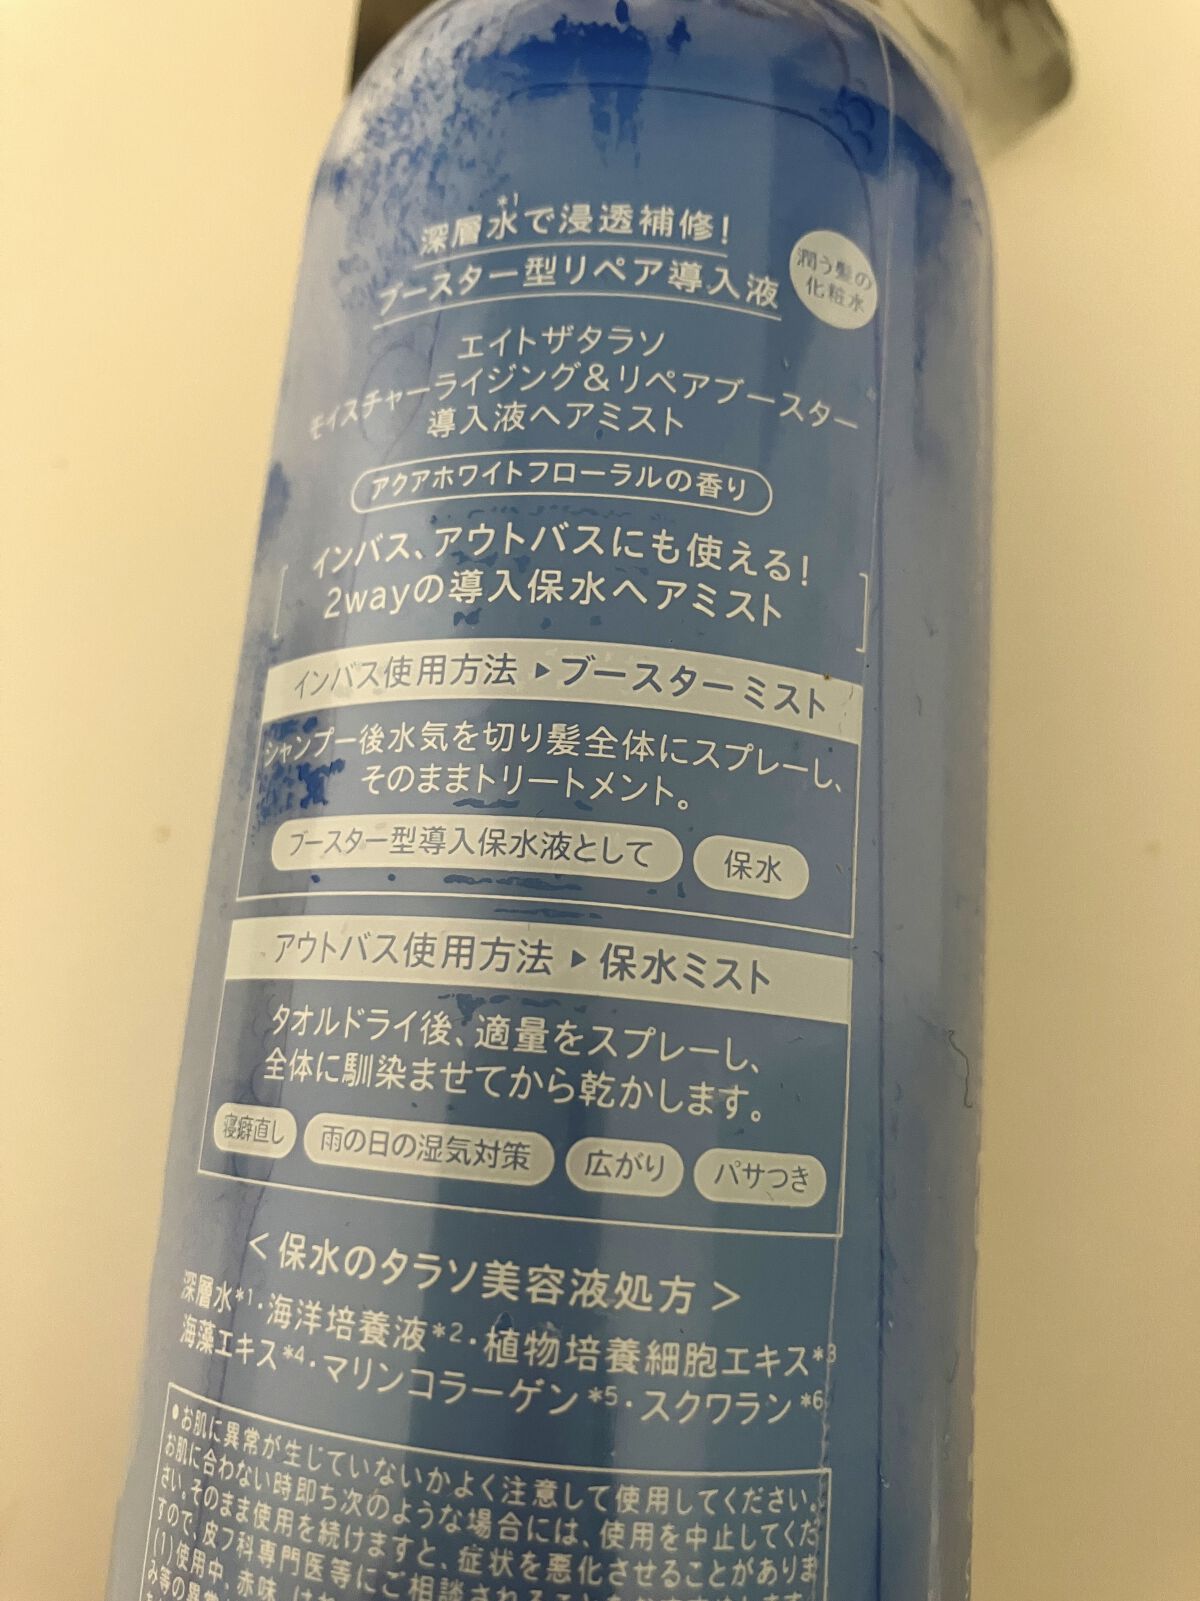 深層水*1で浸透補修!
ブースター型リペア導入液
潤う髪の
化粧水
エイトザタラソ
モイスチャーライジング&リペアブースター
導入液ヘアミスト
アクアホワイトフローラルの香り
インバス、アウトバスにも使える!
2wayの導入保水ヘアミスト
インバス使用方法▶ブースターミスト
シャンプー後水気を切り髪全体にスプレーし、
そのままトリートメント。
ブースター型導入保水液として 保水
アウトバス使用方法▶保水ミスト
タオルドライ後、適量をスプレーし、
全体に馴染ませてから乾かします。
寝癖直し 雨の日の湿気対策 広がり パサつき
<保水のタラソ美容液処方>
深層水*1・海洋培養液*2・植物培養細胞エキス*3
海藻エキス*4・マリンコラーゲン*5・スクワラン*6
●お肌に異常が生じていないかよく注意して使用してください。
お肌に合わない時即ち次のような場合には、使用を中止してくだ
さい。そのまま使用を続けますと、症状を悪化させることがありま
すので、皮フ科専門医等にご相談されることを
(1)使用中、赤味、
み等の異常